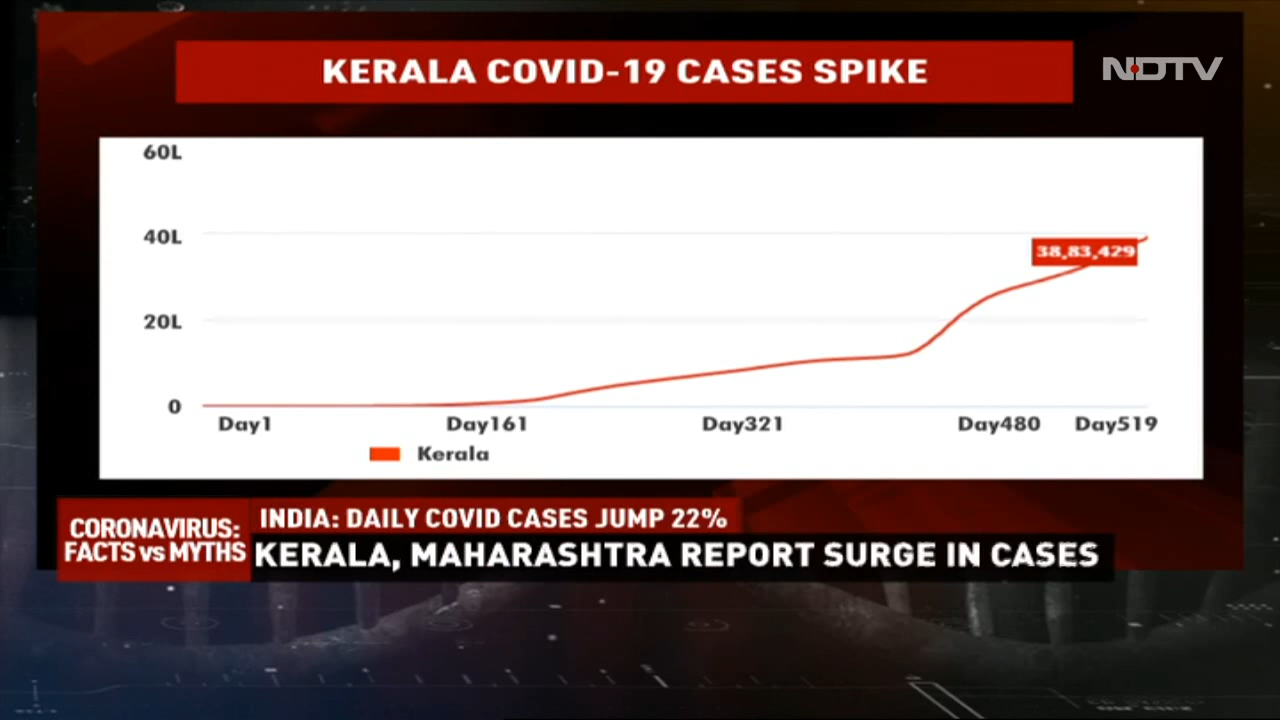 KERALA COVID-19 CASES SPIKE
NDTV
60L
40L
38,83,429
20L
0
Day1 Day161 Day321 Day480 Day519
Kerala
CORONAVIRUS:
FACTS vs MYTHS
INDIA: DAILY COVID CASES JUMP 22%
KERALA, MAHARASHTRA REPORT SURGE IN CASES